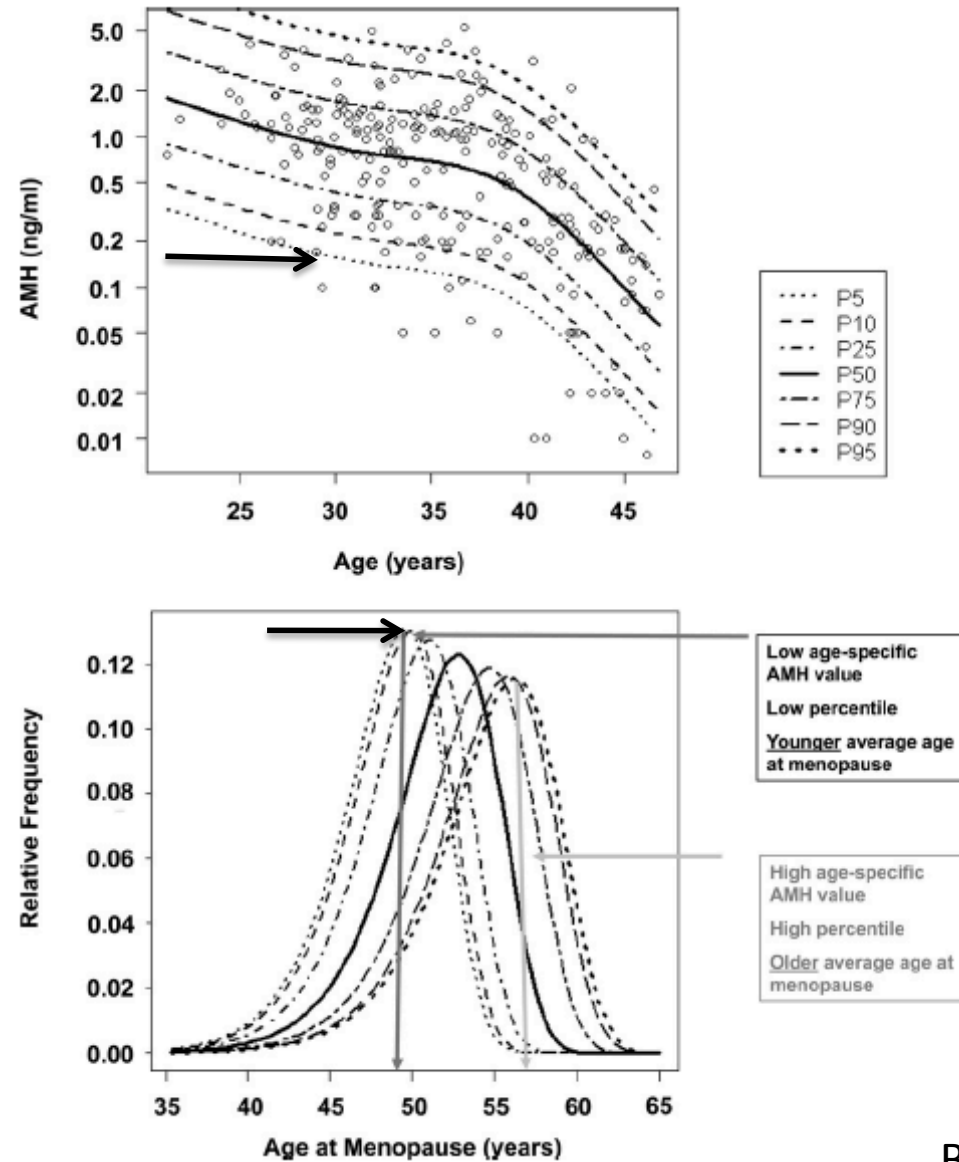 AMH (ng/ml)
5.0
2.0
1.0
0.5
0.2
0.1
0.05
0.02
0.01
25 30 35 40 45
Age (years)
P5
P10
P25
P50
P75
P90
P95
Relative Frequency
0.12
0.10
0.08
0.06
0.04
0.02
0.00
35 40 45 50 55 60 65
Age at Menopause (years)
Low age-specific
AMH value
Low percentile
Younger average age
at menopause
High age-specific
AMH value
High percentile
Older average age at
menopause